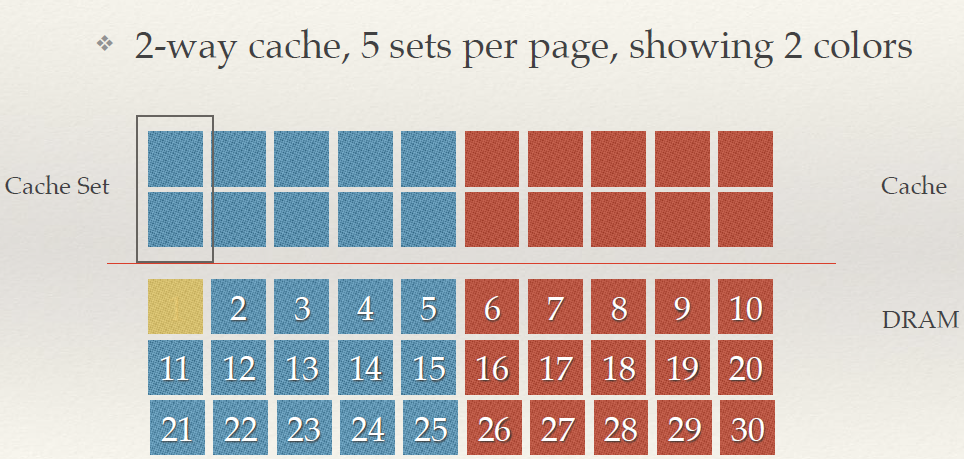 ❖ 2-way cache, 5 sets per page, showing 2 colors
Cache Set
Cache
2 3 4 5 6 7 8 9 10
DRAM
11 12 13 14 15 16 17 18 19 20
21 22 23 24 25 26 27 28 29 30